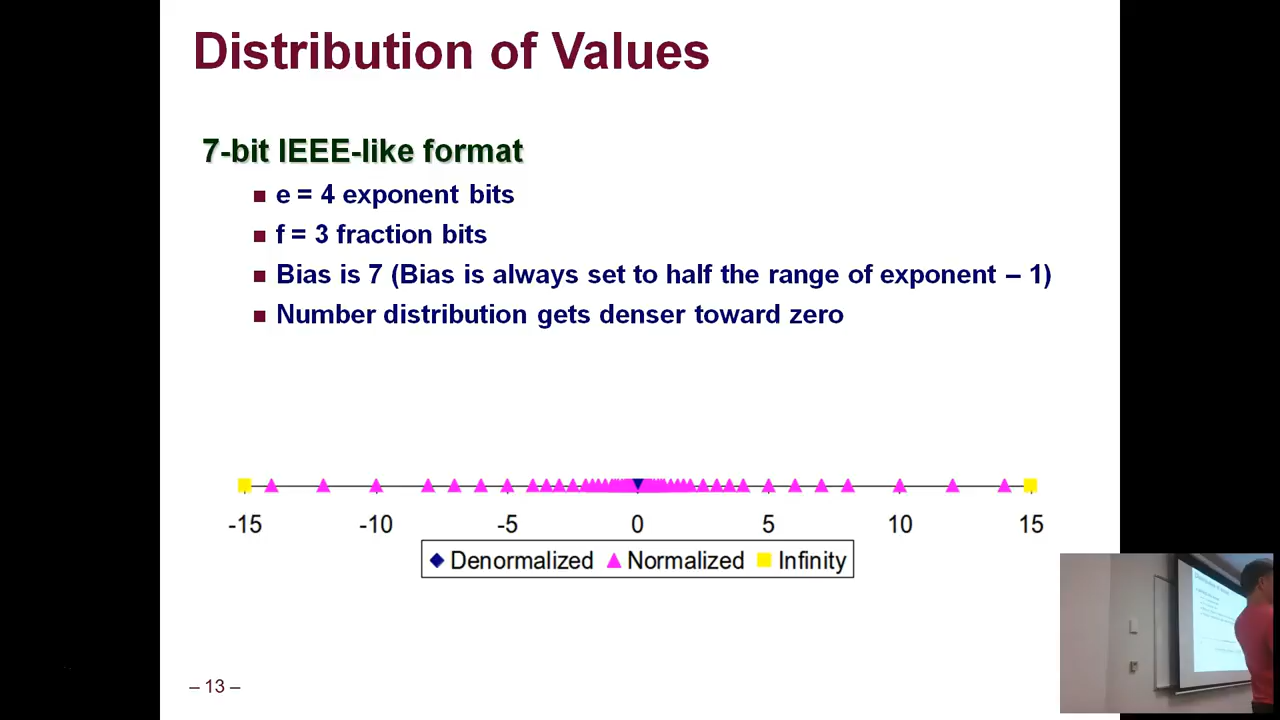 Distribution of Values
7-bit IEEE-like format
e = 4 exponent bits
f = 3 fraction bits
Bias is 7 (Bias is always set to half the range of exponent – 1)
Number distribution gets denser toward zero
-15 -10 -5 0 5 10 15
Denormalized Normalized Infinity
– 13 –